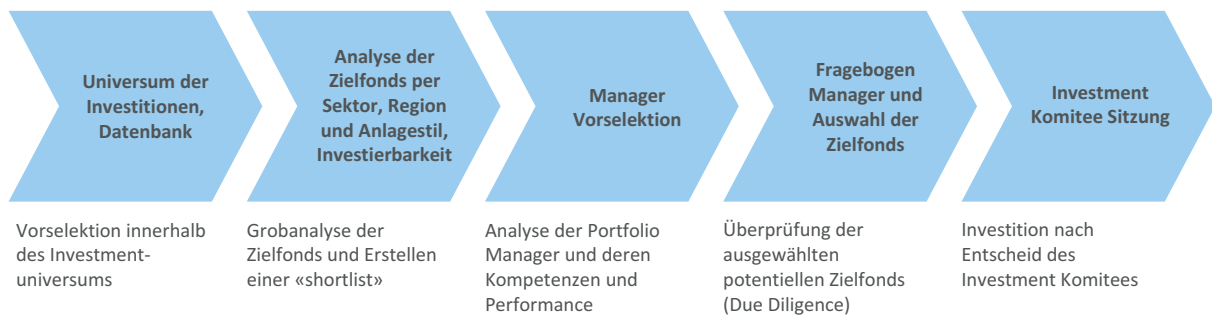 Universum der
Investitionen,
Datenbank
Analyse der
Zielfonds per
Sektor, Region
und Anlagestil,
Investierbarkeit
Manager
Vorselektion
Fragebogen
Manager und
Auswahl der
Zielfonds
Investment
Komitee Sitzung
Vorselektion innerhalb
des Investment-
universums
Grobanalyse der
Zielfonds und Erstellen
einer «shortlist»
Analyse der Portfolio
Manager und deren
Kompetenzen und
Performance
Überprüfung der
ausgewählten
potentiellen Zielfonds
(Due Diligence)
Investition nach
Entscheid des
Investment Komitees